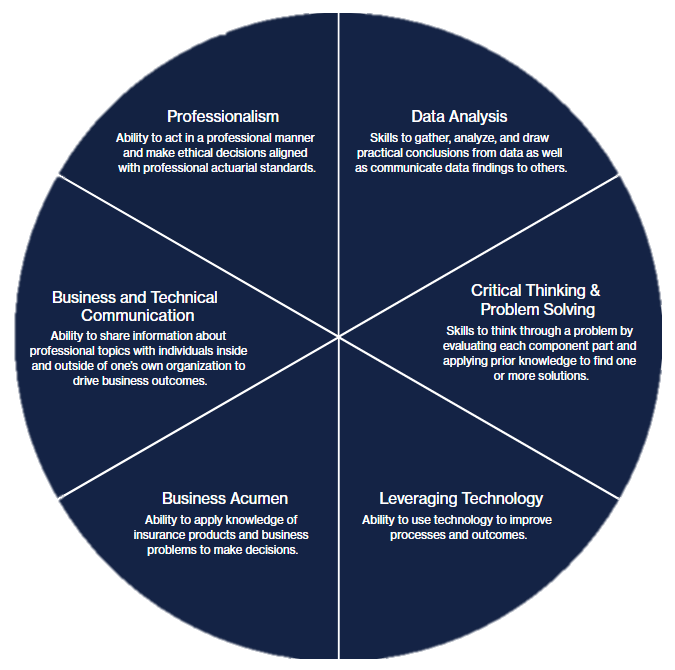 Professionalism
Ability to act in a professional manner
and make ethical decisions aligned
with professional actuarial standards.
Data Analysis
Skills to gather, analyze, and draw
practical conclusions from data as well
as communicate data findings to others.
Business and Technical
Communication
Ability to share information about
professional topics with individuals inside
and outside of one's own organization to
drive business outcomes.
Critical Thinking &
Problem Solving
Skills to think through a problem by
evaluating each component part and
applying prior knowledge to find one
or more solutions.
Business Acumen
Ability to apply knowledge of
insurance products and business
problems to make decisions.
Leveraging Technology
Ability to use technology to improve
processes and outcomes.